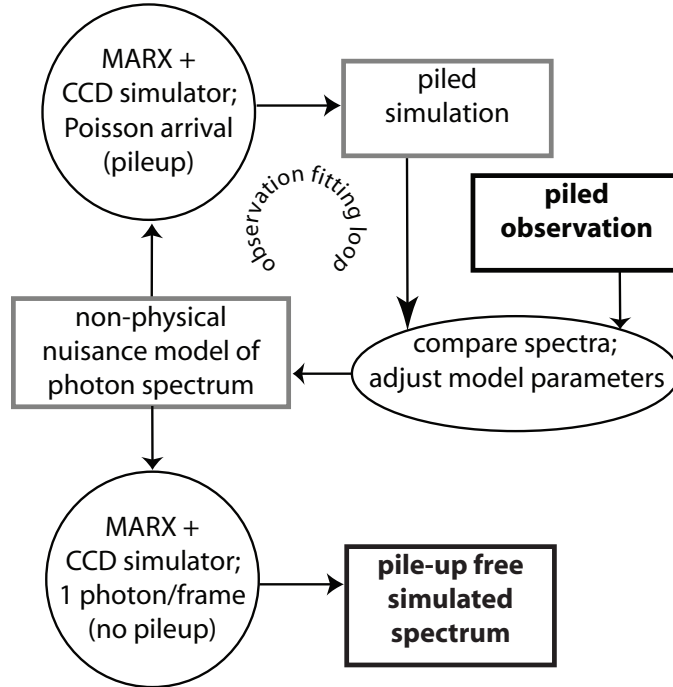 MARX +
CCD simulator;
Poisson arrival
(pileup)
piled
simulation
observation fitting loop
piled
observation
non-physical
nuisance model of
photon spectrum
compare spectra;
adjust model parameters
MARX +
CCD simulator;
1 photon/frame
(no pileup)
pile-up free
simulated
spectrum